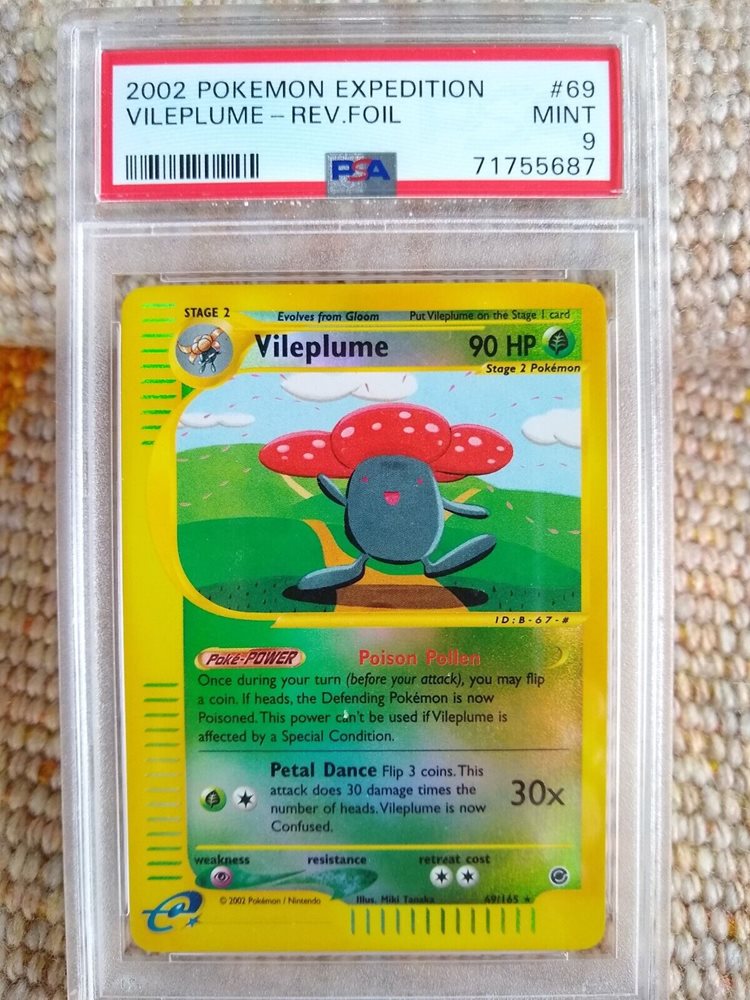 2002 POKEMON EXPEDITION #69
VILEPLUME – REV.FOIL MINT
9
PSA 71755687
STAGE 2 Evolves from Gloom Put Vileplume on the Stage 1 card
Vileplume 90 HP
Stage 2 Pokémon
ID:B-67-#
Poké-POWER Poison Pollen
Once during your turn (before your attack), you may flip
a coin. If heads, the Defending Pokémon is now
Poisoned. This power can't be used if Vileplume is
affected by a Special Condition.
Petal Dance Flip 3 coins. This
attack does 30 damage times the
number of heads. Vileplume is now
Confused.
30x
weakness resistance retreat cost
e
© 2002 Pokémon / Nintendo Illus. Miki Tanaka 69/165 ★